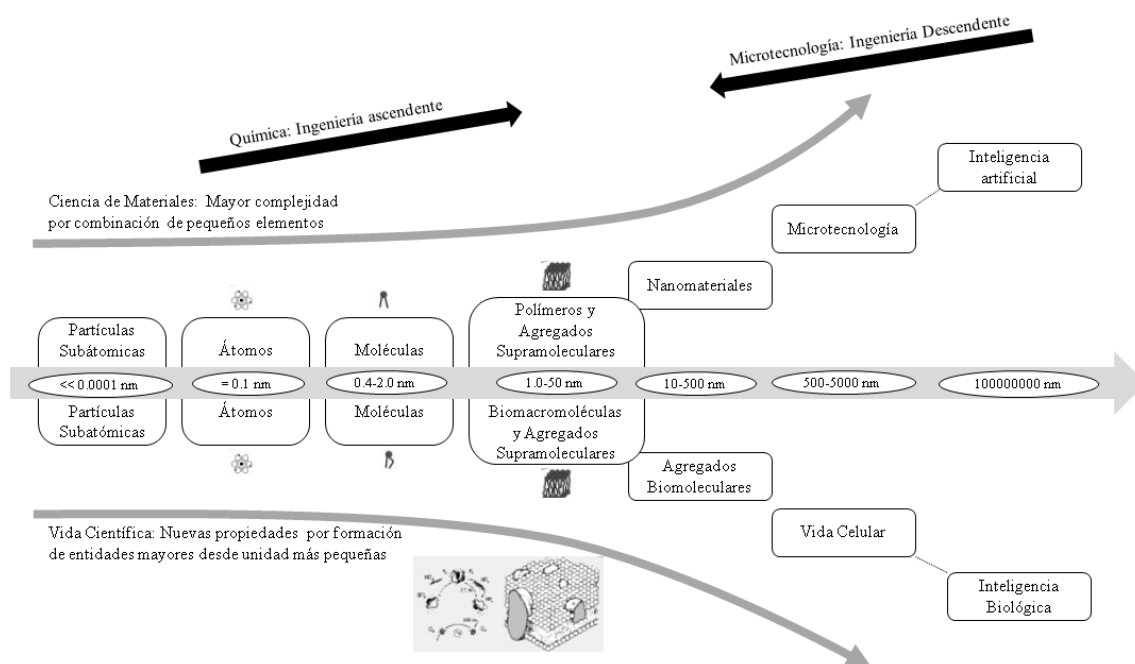 Microtecnología: Ingeniería Descendente
Química: Ingeniería ascendente
Ciencia de Materiales: Mayor complejidad
por combinación de pequeños elementos
Inteligencia
artificial
Microtecnología
Nanomateriales
Partículas
Subátomicas
Átomos
Moléculas
Polímeros y
Agregados
Supramoleculares
<< 0.0001 nm
= 0.1 nm
0.4-2.0 nm
1.0-50 nm
10-500 nm
500-5000 nm
100000000 nm
Partículas
Subatómicas
Átomos
Moléculas
Biomacromoléculas
y Agregados
Supramoleculares
Agregados
Biomoleculares
Vida Celular
Inteligencia
Biológica
Vida Científica: Nuevas propiedades por formación
de entidades mayores desde unidad más pequeñas